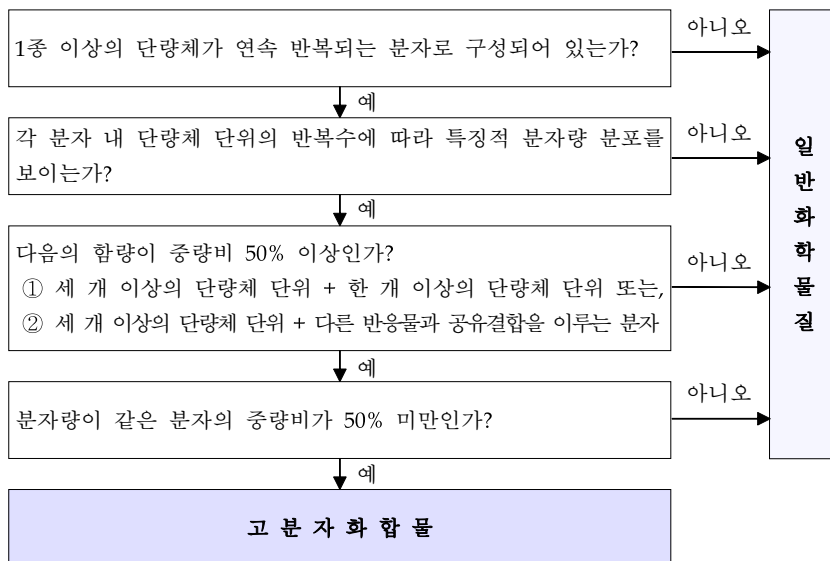 1종 이상의 단량체가 연속 반복되는 분자로 구성되어 있는가?
아니오
예
각 분자 내 단량체 단위의 반복수에 따라 특징적 분자량 분포를
보이는가?
아니오
예
다음의 함량이 중량비 50% 이상인가?
① 세 개 이상의 단량체 단위 + 한 개 이상의 단량체 단위 또는,
② 세 개 이상의 단량체 단위 + 다른 반응물과 공유결합을 이루는 분자
아니오
예
분자량이 같은 분자의 중량비가 50% 미만인가?
아니오
예
고 분 자 화 합 물
일
반
화
학
물
질